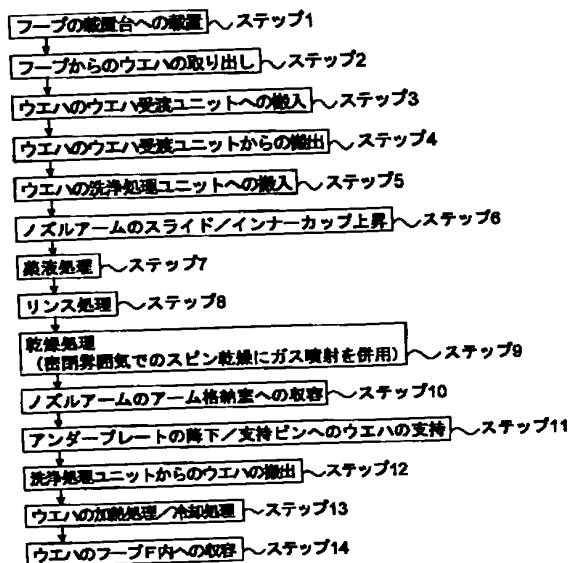 フープの載置台への載置 ステップ1
フープからのウエハの取り出し ステップ2
ウエハのウエハ受渡ユニットへの搬入 ステップ3
ウエハのウエハ受渡ユニットからの搬出 ステップ4
ウエハの洗浄処理ユニットへの搬入 ステップ5
ノズルアームのスライド/インナーカップ上昇 ステップ6
薬液処理 ステップ7
リンス処理 ステップ8
乾燥処理
(密閉雰囲気でのスピン乾燥にガス噴射を併用) ステップ9
ノズルアームのアーム格納室への収容 ステップ10
アンダープレートの降下/支持ピンへのウエハの支持 ステップ11
洗浄処理ユニットからのウエハの搬出 ステップ12
ウエハの加熱処理/冷却処理 ステップ13
ウエハのフープF内への収容 ステップ14